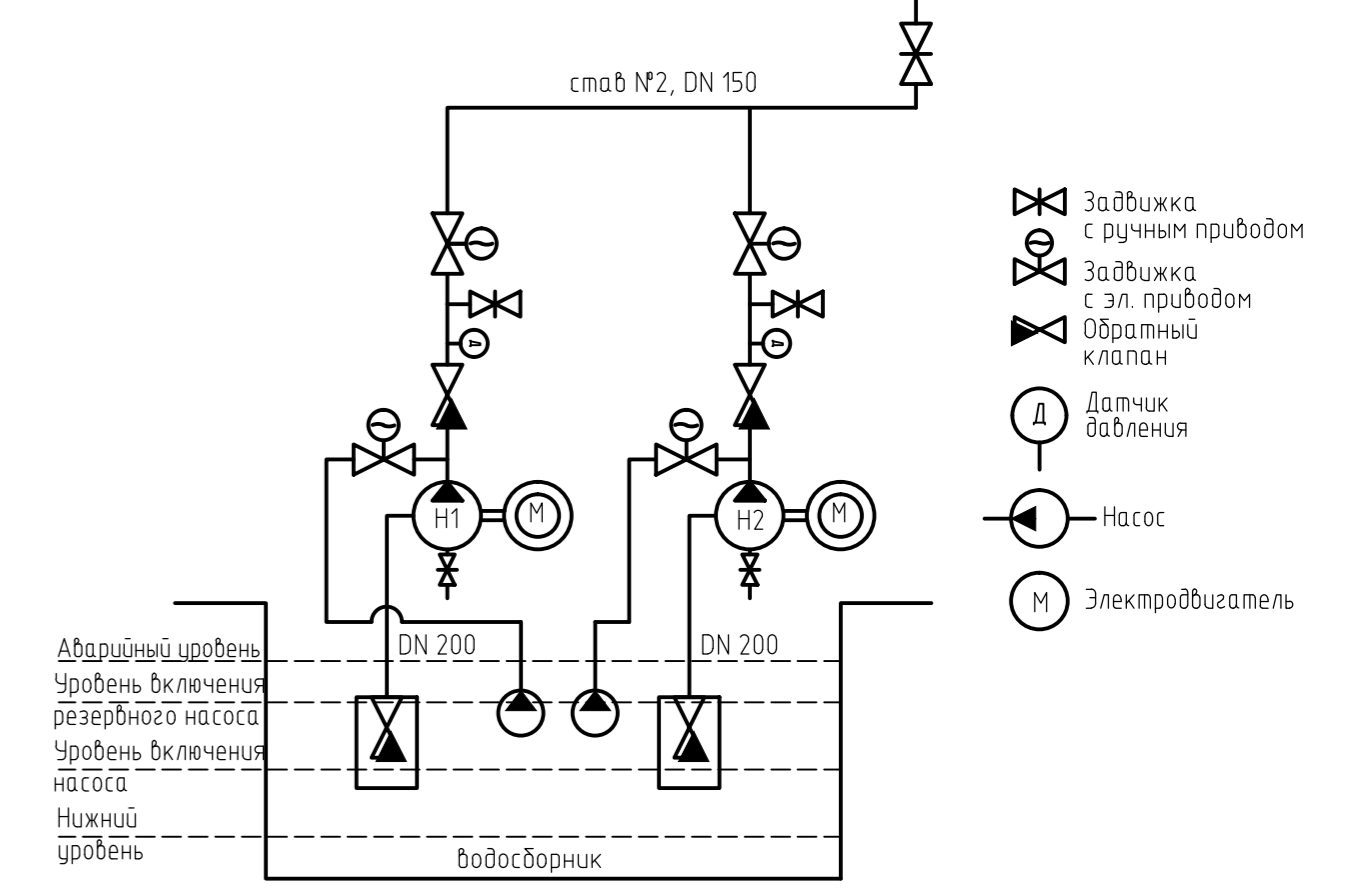 став №2, DN 150
Задвижка
с ручным приводом
Задвижка
с эл. приводом
Обратный
клапан
Д
Д
Д
Датчик
давления
Н1
М
Н2
М
Насос
М
Электродвигатель
Аварийный уровень
DN 200
DN 200
Уровень включения
резервного насоса
Уровень включения
насоса
Нижний
уровень
водосборник